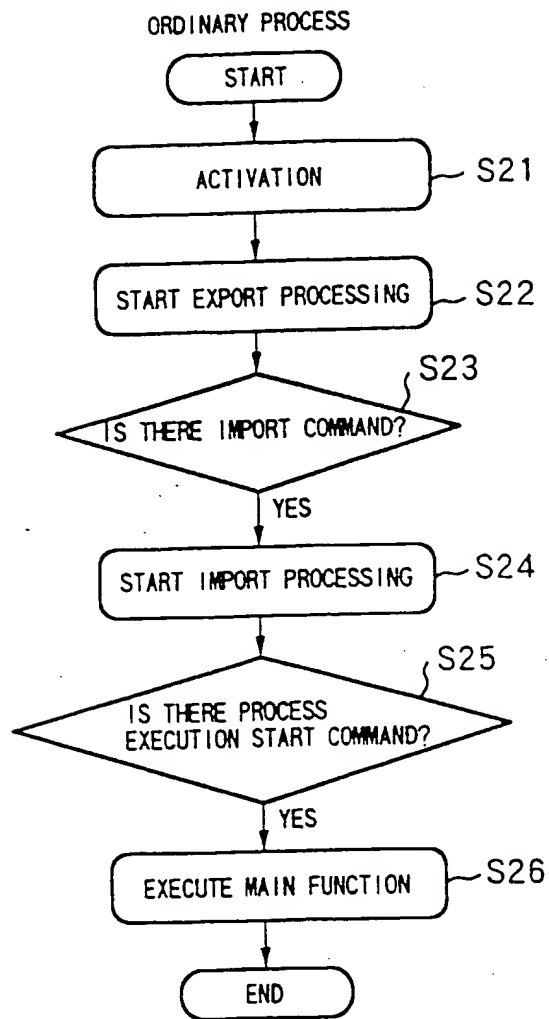 ORDINARY PROCESS
START
ACTIVATION
S21
START EXPORT PROCESSING
S22
S23
IS THERE IMPORT COMMAND?
YES
START IMPORT PROCESSING
S24
S25
IS THERE PROCESS
EXECUTION START COMMAND?
YES
EXECUTE MAIN FUNCTION
S26
END